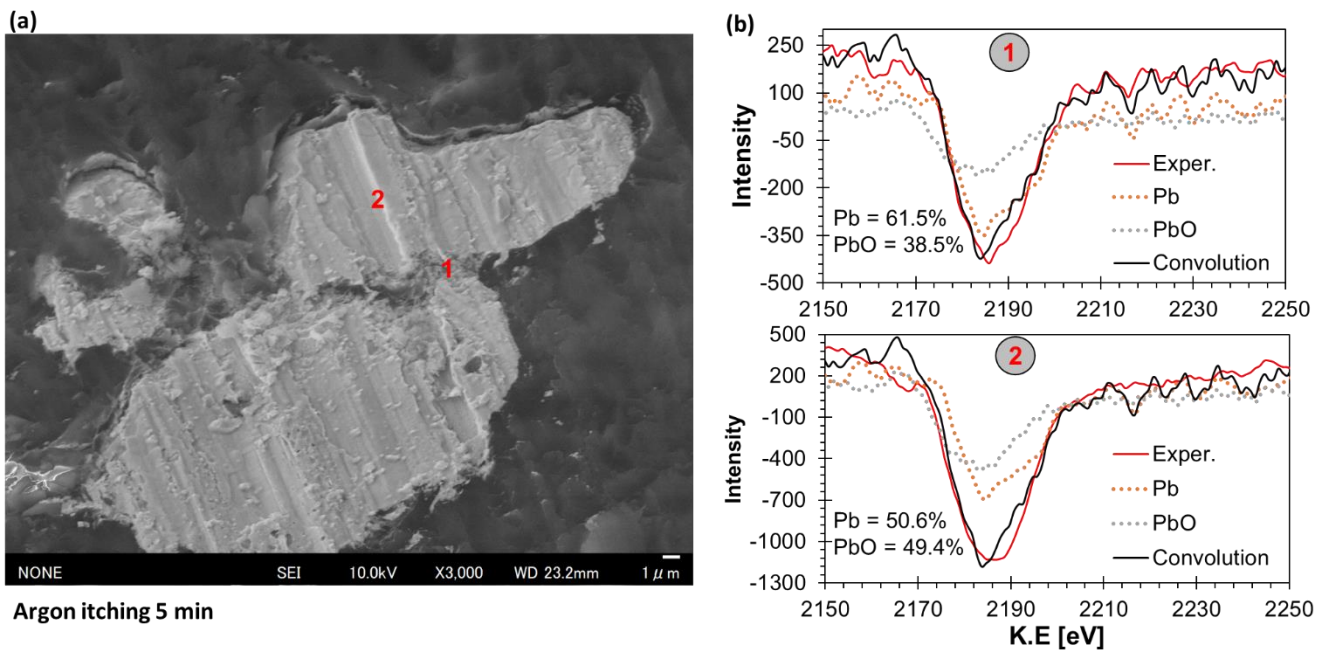 (a)
2
1
NONE SEI 10.0kV X3,000 WD 23.2mm 1 μm
Argon itching 5 min
(b)
1
Intensity
250
100
-50
-200
-350
-500
Exper.
Pb
PbO
Convolution
Pb = 61.5%
PbO = 38.5%
2150 2170 2190 2210 2230 2250
2
Intensity
500
200
-100
-400
-700
-1000
-1300
Exper.
Pb
PbO
Convolution
Pb = 50.6%
PbO = 49.4%
2150 2170 2190 2210 2230 2250
K.E [eV]